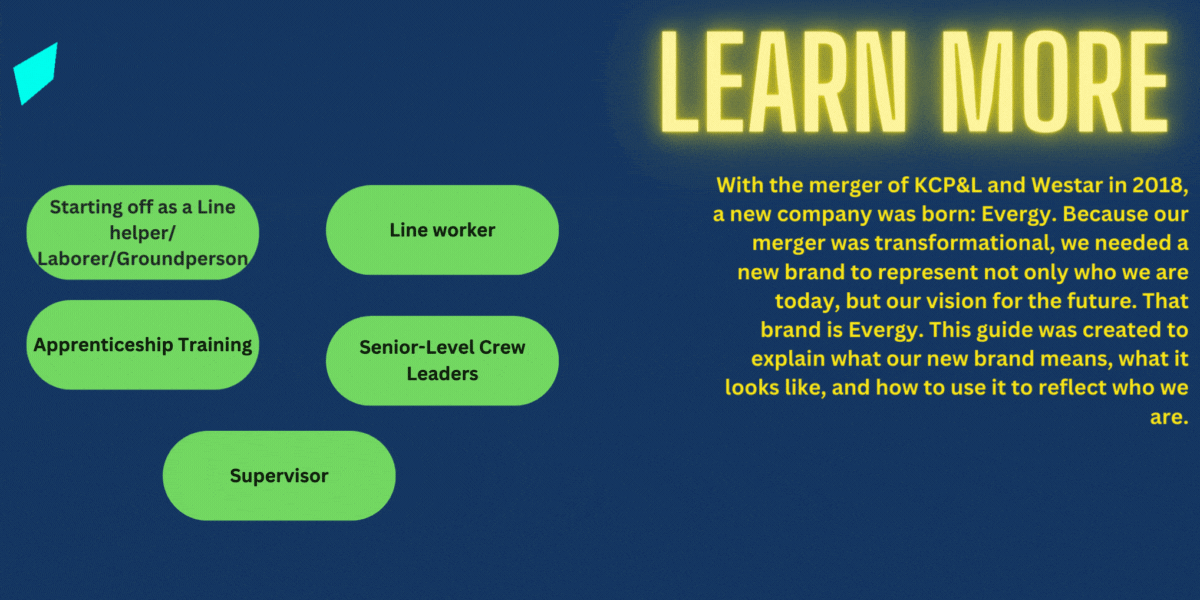 LEARN MORE
Starting off as a Line
helper/
Laborer/Groundperson
Line worker
Apprenticeship Training
Senior-Level Crew
Leaders
Supervisor
With the merger of KCP&L and Westar in 2018,
a new company was born: Evergy. Because our
merger was transformational, we needed a
new brand to represent not only who we are
today, but our vision for the future. That
brand is Evergy. This guide was created to
explain what our new brand means, what it
looks like, and how to use it to reflect who we
are.